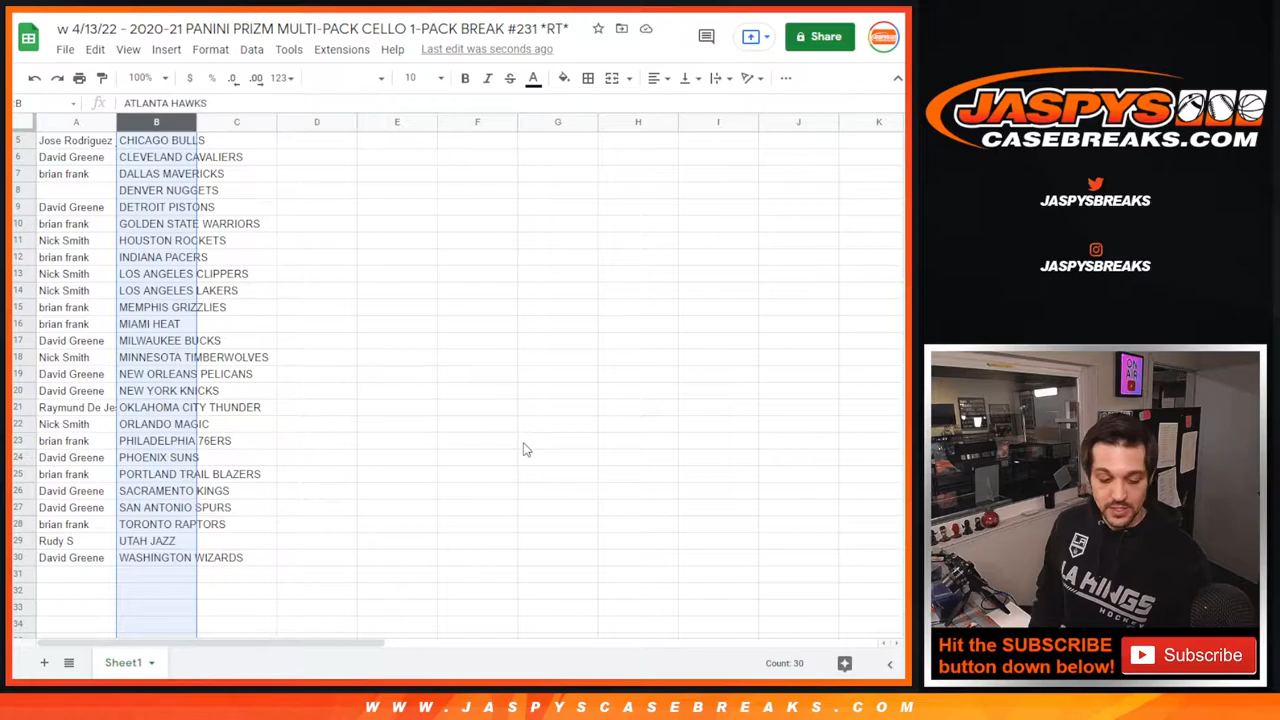 w 4/13/22 - 2020-21 PANINI PRIZM MULTI-PACK CELLO 1-PACK BREAK #231 *RT*
File Edit View Insert Format Data Tools Extensions Help Last edit was seconds ago
Share
100% $ % .0 .00 123 10 B I S A
:B fx ATLANTA HAWKS
A B C D E F G H I J K
5 Jose Rodriguez CHICAGO BULLS
6 David Greene CLEVELAND CAVALIERS
7 brian frank DALLAS MAVERICKS
8 DENVER NUGGETS
9 David Greene DETROIT PISTONS
10 brian frank GOLDEN STATE WARRIORS
11 Nick Smith HOUSTON ROCKETS
12 brian frank INDIANA PACERS
13 Nick Smith LOS ANGELES CLIPPERS
14 Nick Smith LOS ANGELES LAKERS
15 brian frank MEMPHIS GRIZZLIES
16 brian frank MIAMI HEAT
17 David Greene MILWAUKEE BUCKS
18 Nick Smith MINNESOTA TIMBERWOLVES
19 David Greene NEW ORLEANS PELICANS
20 David Greene NEW YORK KNICKS
21 Raymund De Je OKLAHOMA CITY THUNDER
22 Nick Smith ORLANDO MAGIC
23 brian frank PHILADELPHIA 76ERS
24 David Greene PHOENIX SUNS
25 brian frank PORTLAND TRAIL BLAZERS
26 David Greene SACRAMENTO KINGS
27 David Greene SAN ANTONIO SPURS
28 brian frank TORONTO RAPTORS
29 Rudy S UTAH JAZZ
30 David Greene WASHINGTON WIZARDS
31
32
33
34
Sheet1
Count: 30
JASPYS
CASEBREAKS.COM
JASPYSBREAKS
JASPYSBREAKS
ON
AIR
LA KINGS
HOCKEY
Hit the SUBSCRIBE
button down below!
Subscribe
WWW.JASPYSCASEBREAKS.COM